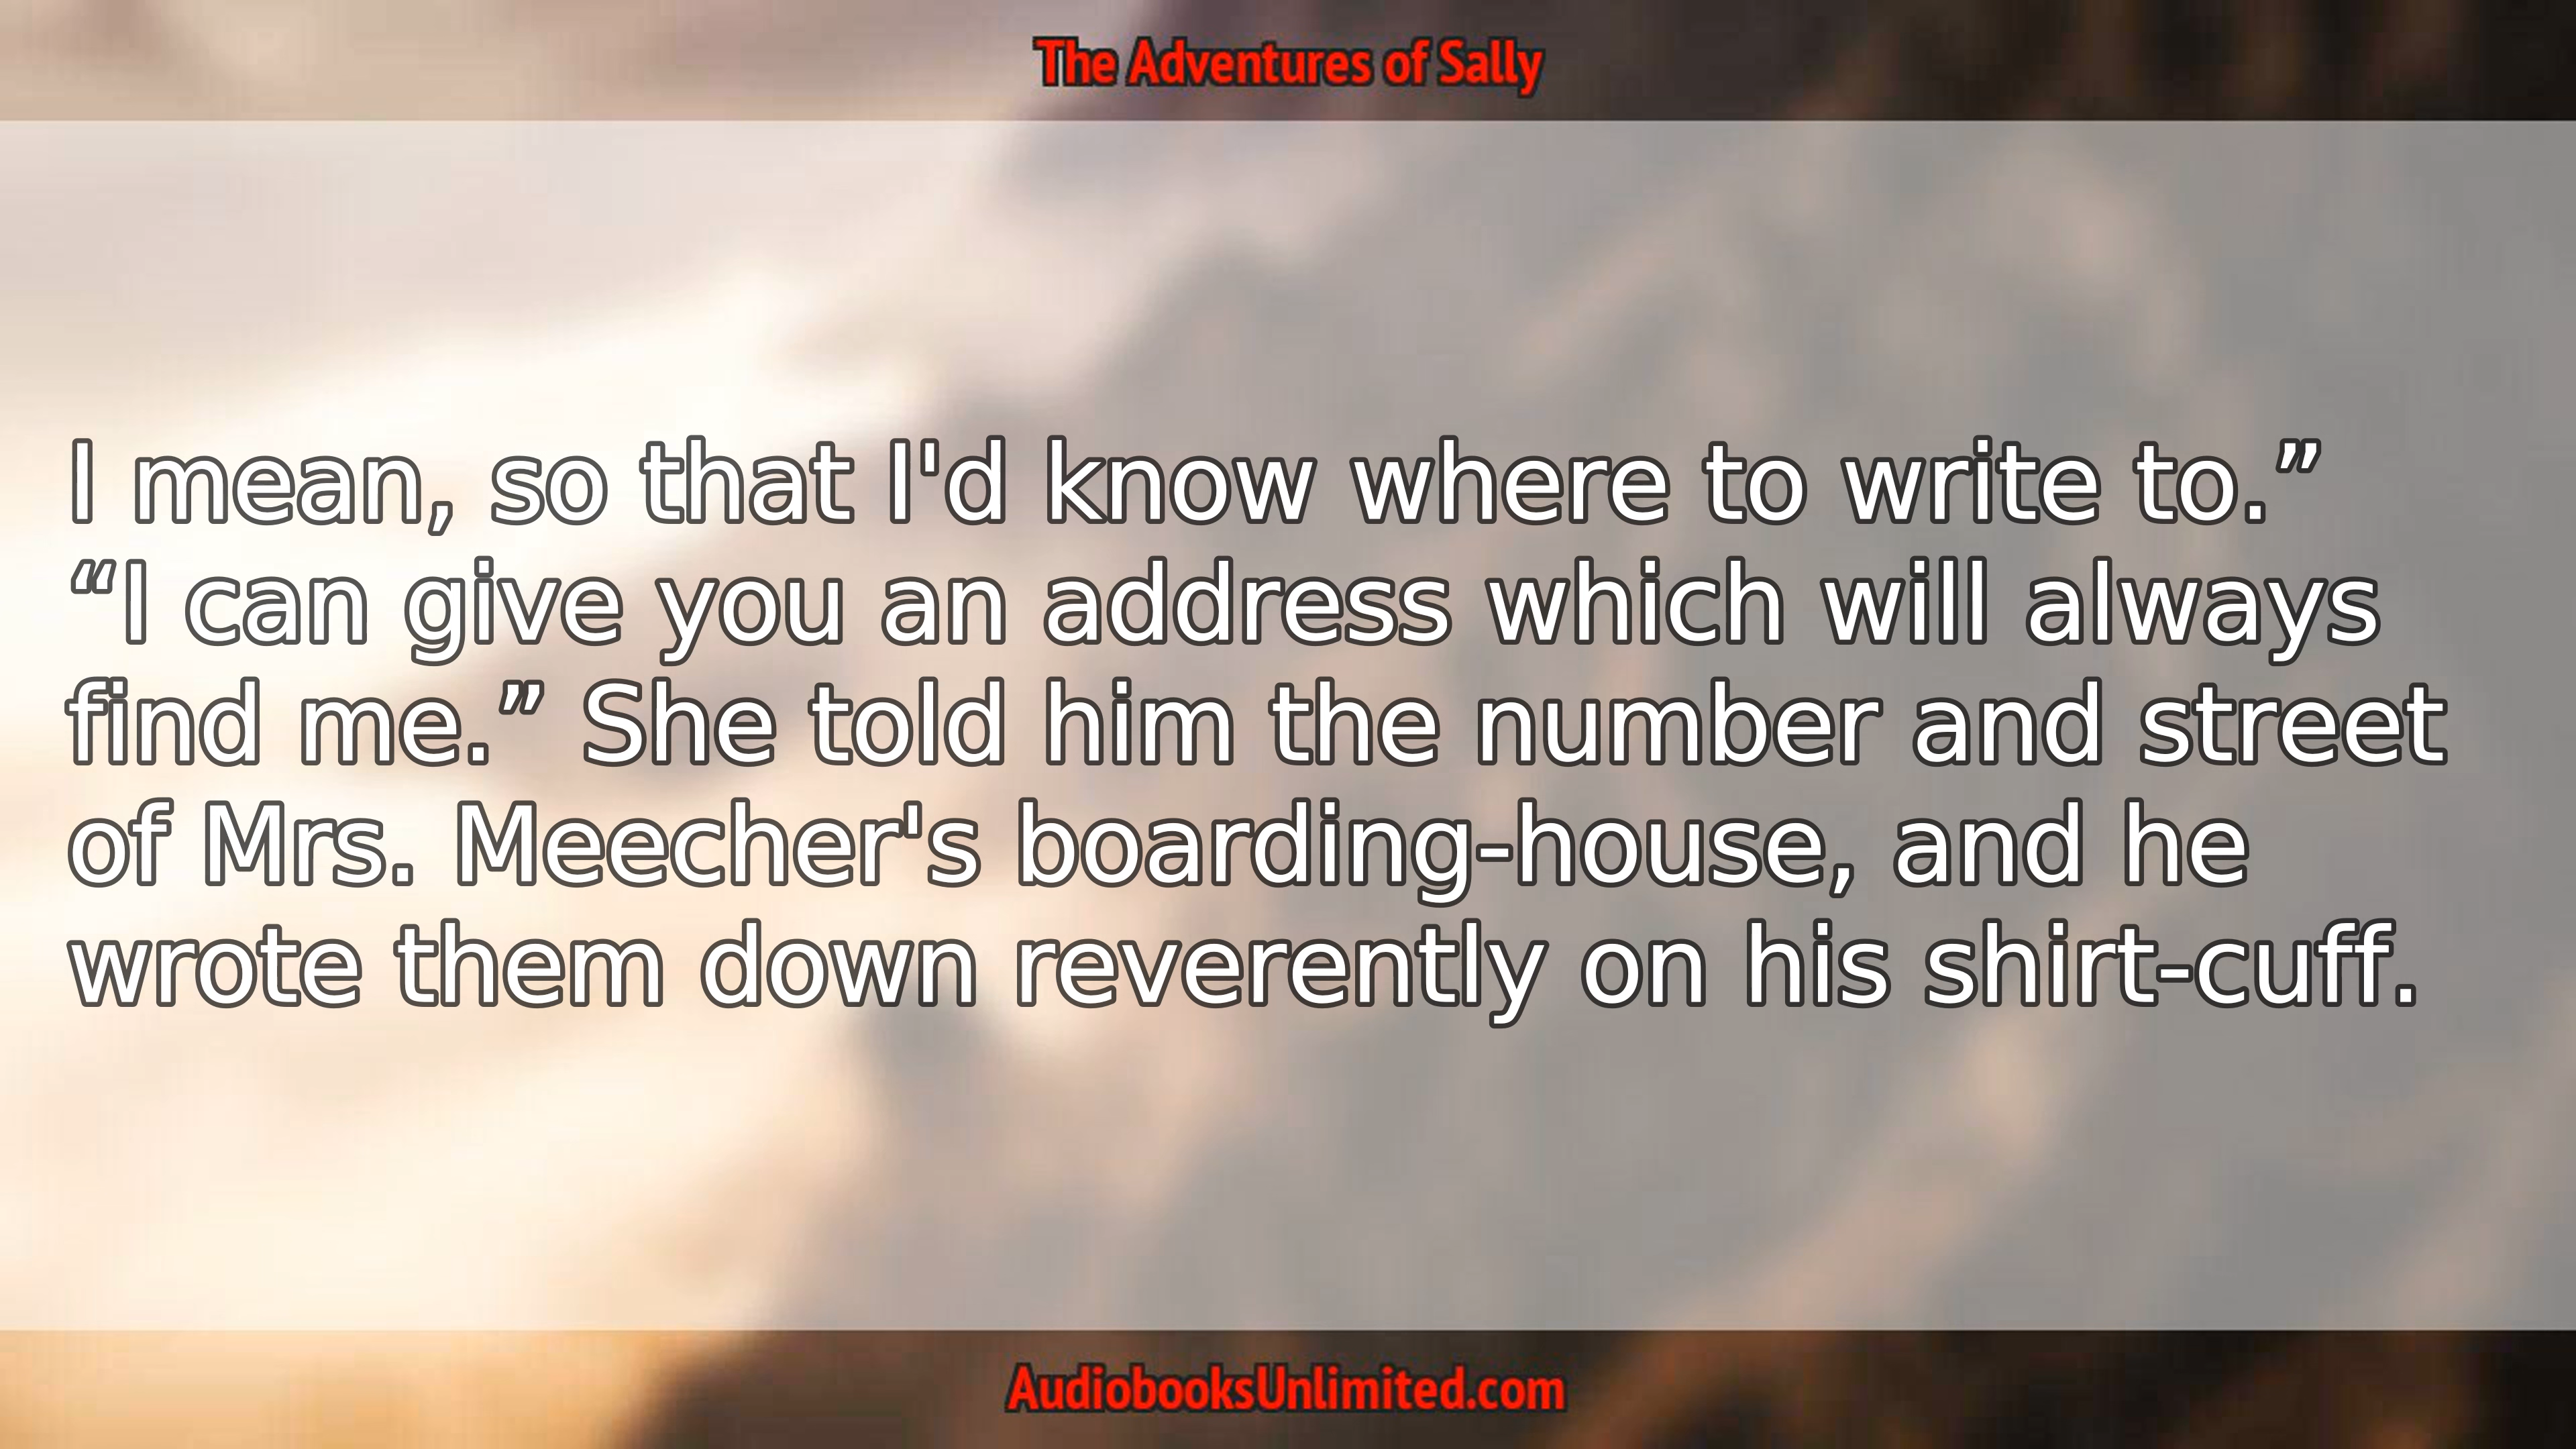 The Adventures of Sally
I mean, so that I'd know where to write to.”
“I can give you an address which will always
find me.” She told him the number and street
of Mrs. Meecher's boarding-house, and he
wrote them down reverently on his shirt-cuff.
AudiobooksUnlimited.com